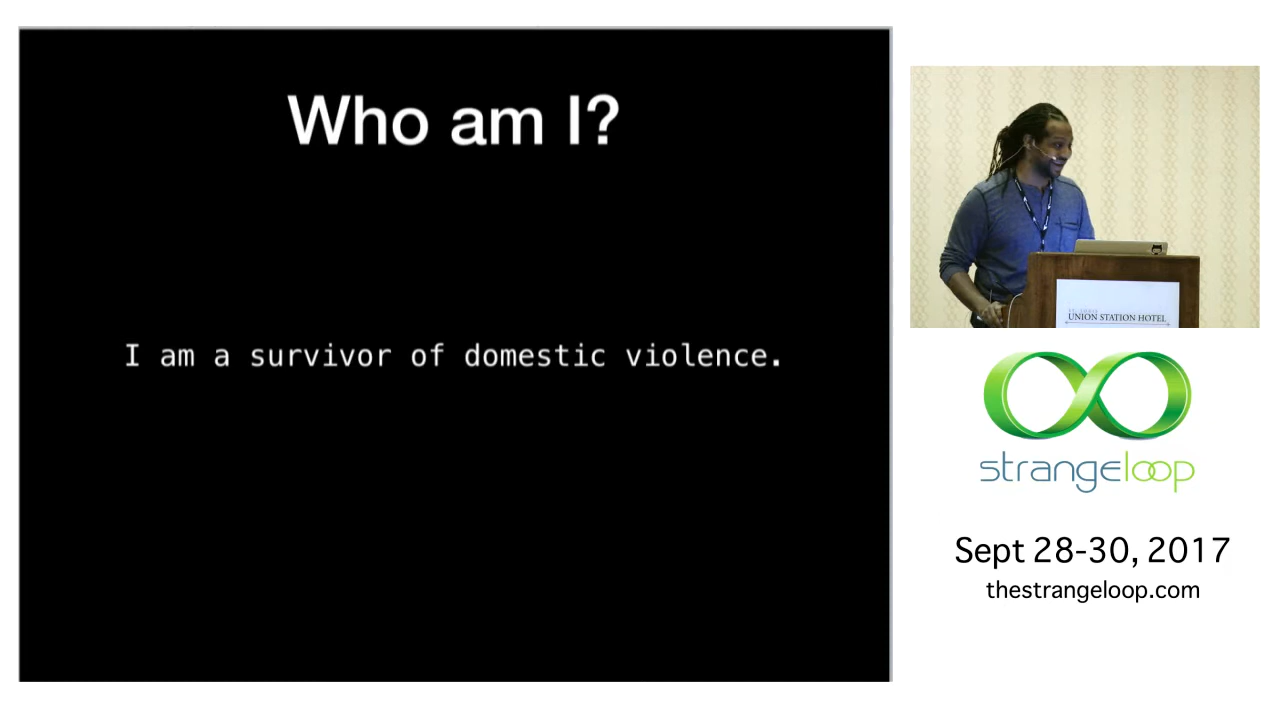 Who am I?
I am a survivor of domestic violence.
UNION STATION HOTEL
strangeloop
Sept 28-30, 2017
thestrangeloop.com